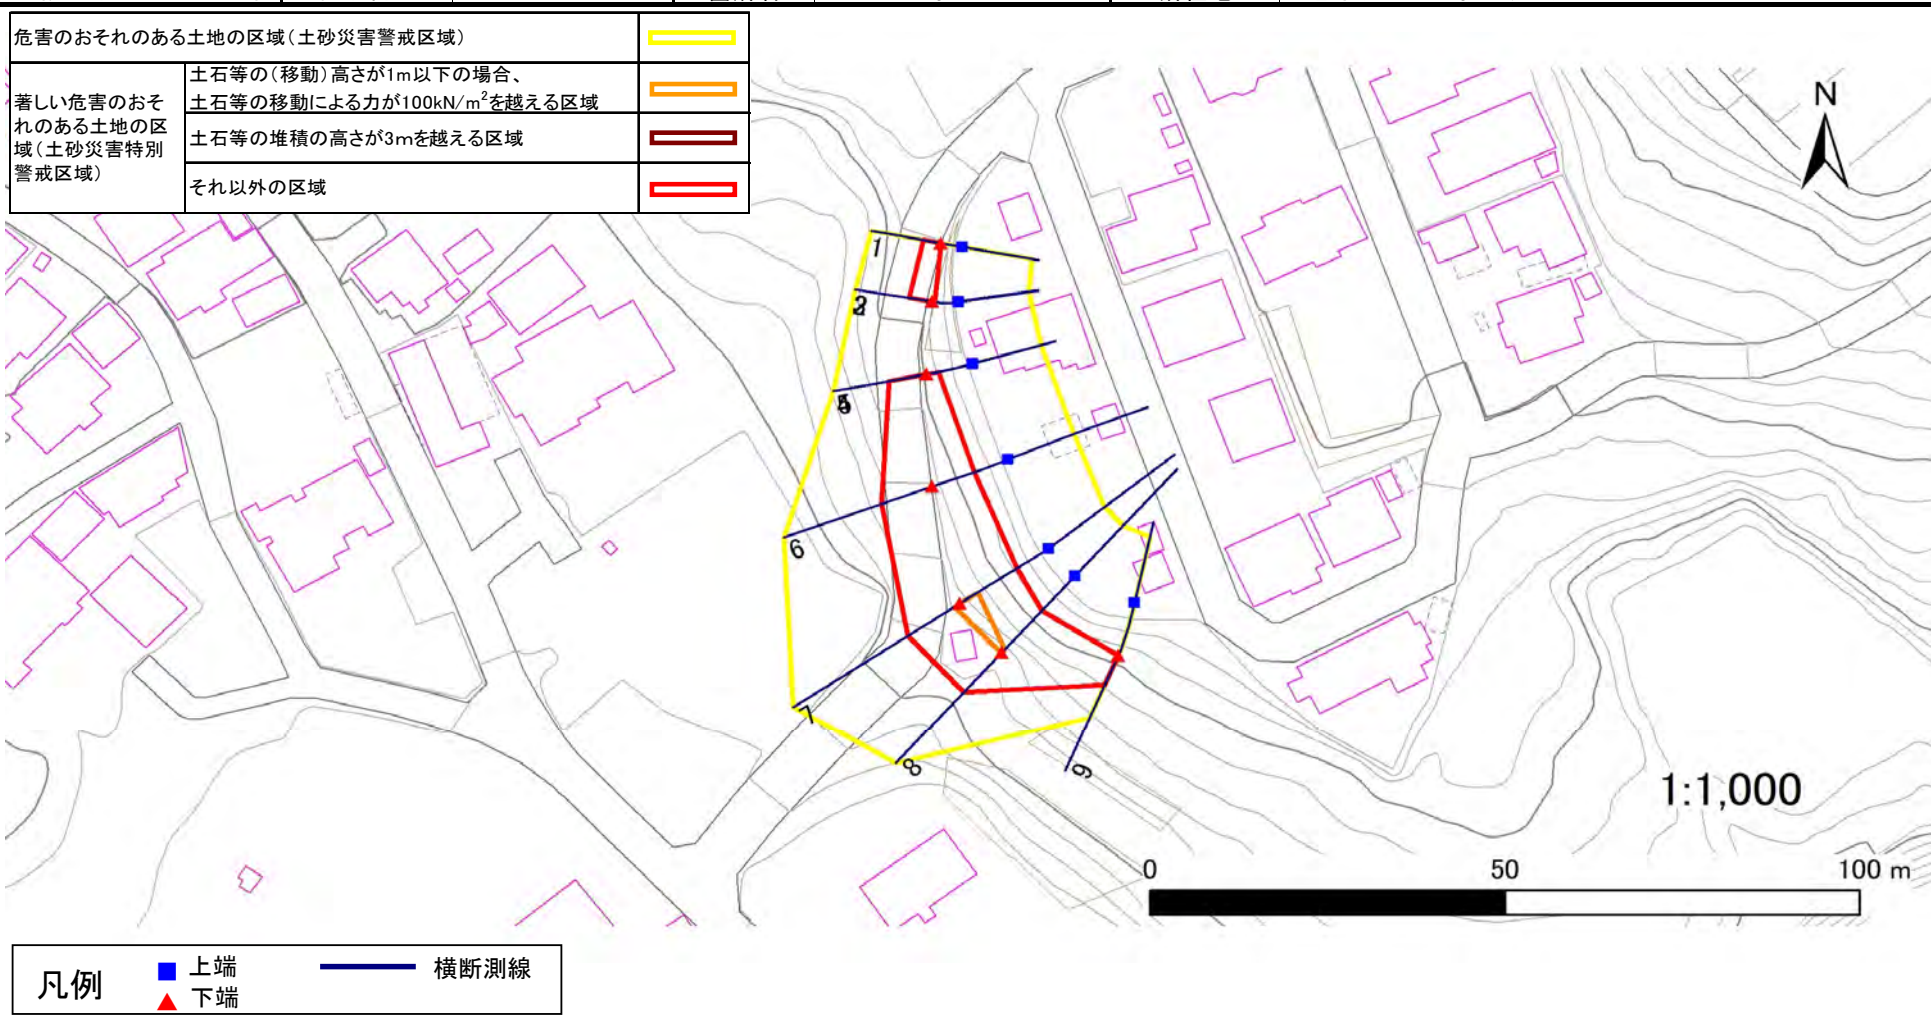 危害のおそれのある土地の区域(土砂災害警戒区域)
著しい危害のおそ
れのある土地の区
域(土砂災害特別
警戒区域)
土石等の(移動)高さが1m以下の場合、
土石等の移動による力が100kN/m²を越える区域
土石等の堆積の高さが3mを越える区域
それ以外の区域
N
1
6
7
8
9
1:1,000
0 50 100 m
凡例
上端
下端
横断測線